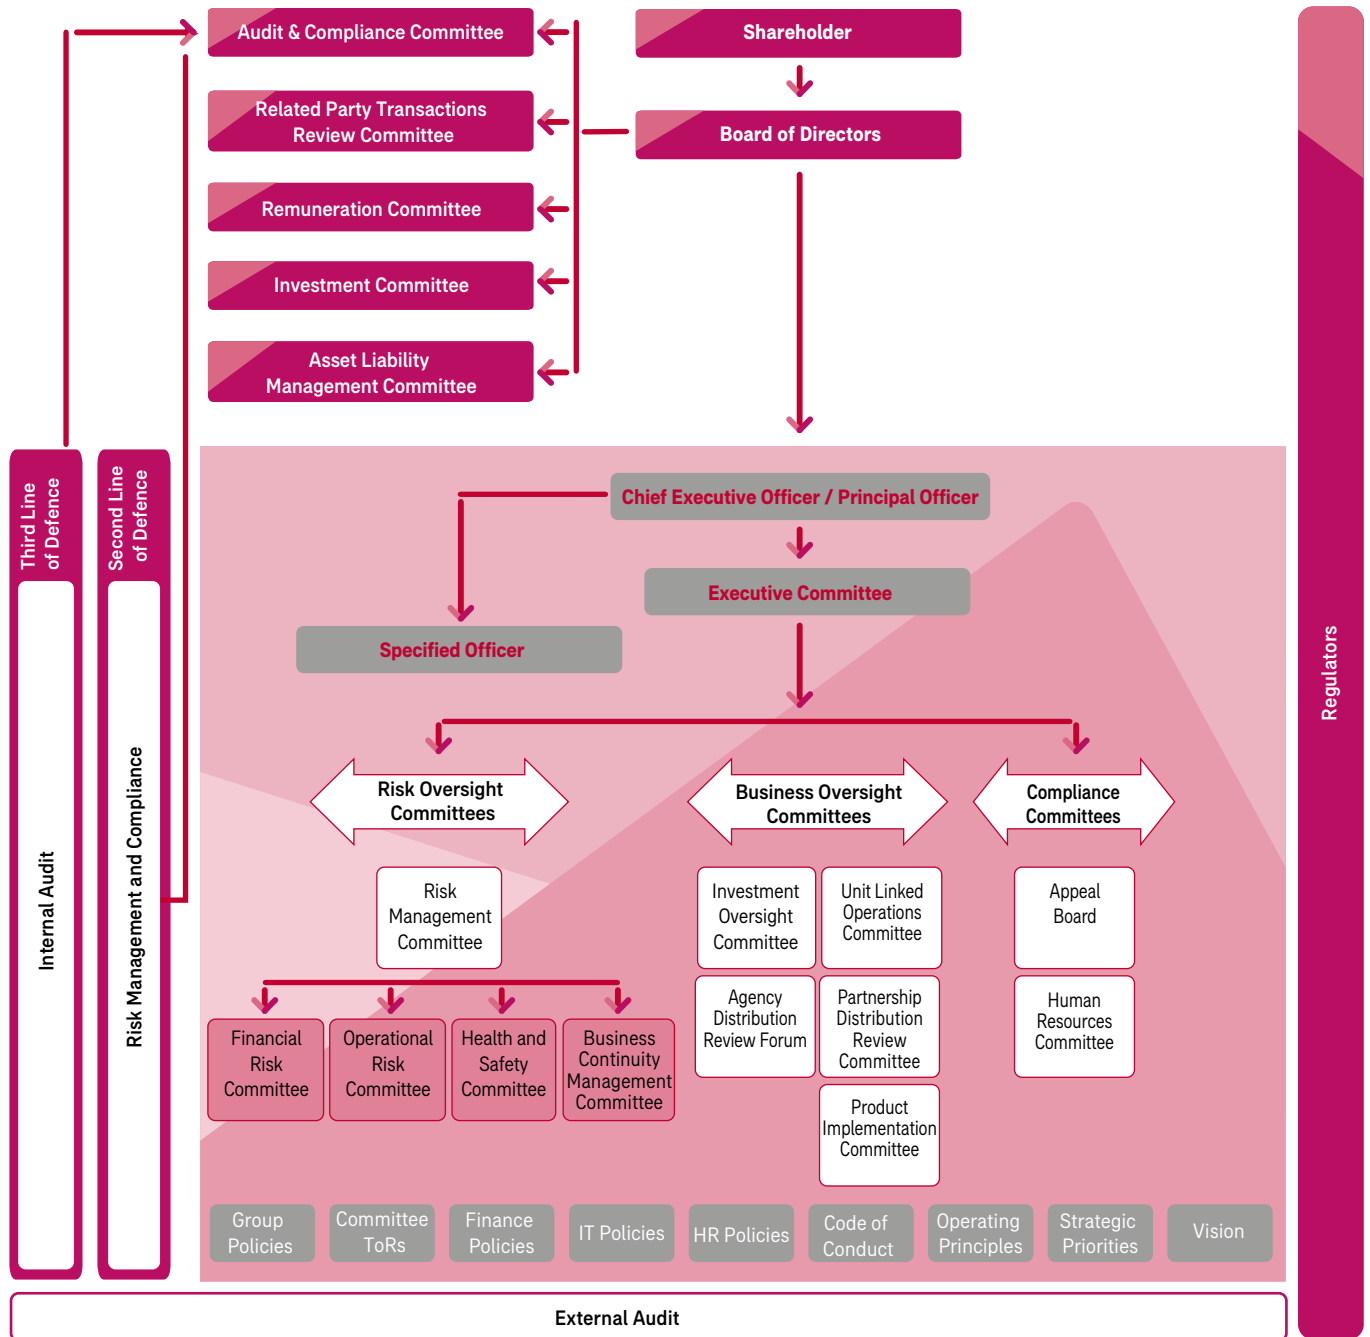 Audit & Compliance Committee
Shareholder
Related Party Transactions
Review Committee
Board of Directors
Remuneration Committee
Investment Committee
Asset Liability
Management Committee
Third Line
of Defence
Internal Audit
Second Line
of Defence
Risk Management and Compliance
Chief Executive Officer / Principal Officer
Executive Committee
Specified Officer
Risk Oversight
Committees
Business Oversight
Committees
Compliance
Committees
Risk
Management
Committee
Investment
Oversight
Committee
Unit Linked
Operations
Committee
Appeal
Board
Financial
Risk
Committee
Operational
Risk
Committee
Health and
Safety
Committee
Business
Continuity
Management
Committee
Agency
Distribution
Review Forum
Partnership
Distribution
Review
Committee
Human
Resources
Committee
Product
Implementation
Committee
Group
Policies
Committee
ToRs
Finance
Policies
IT Policies
HR Policies
Code of
Conduct
Operating
Principles
Strategic
Priorities
Vision
External Audit
Regulators